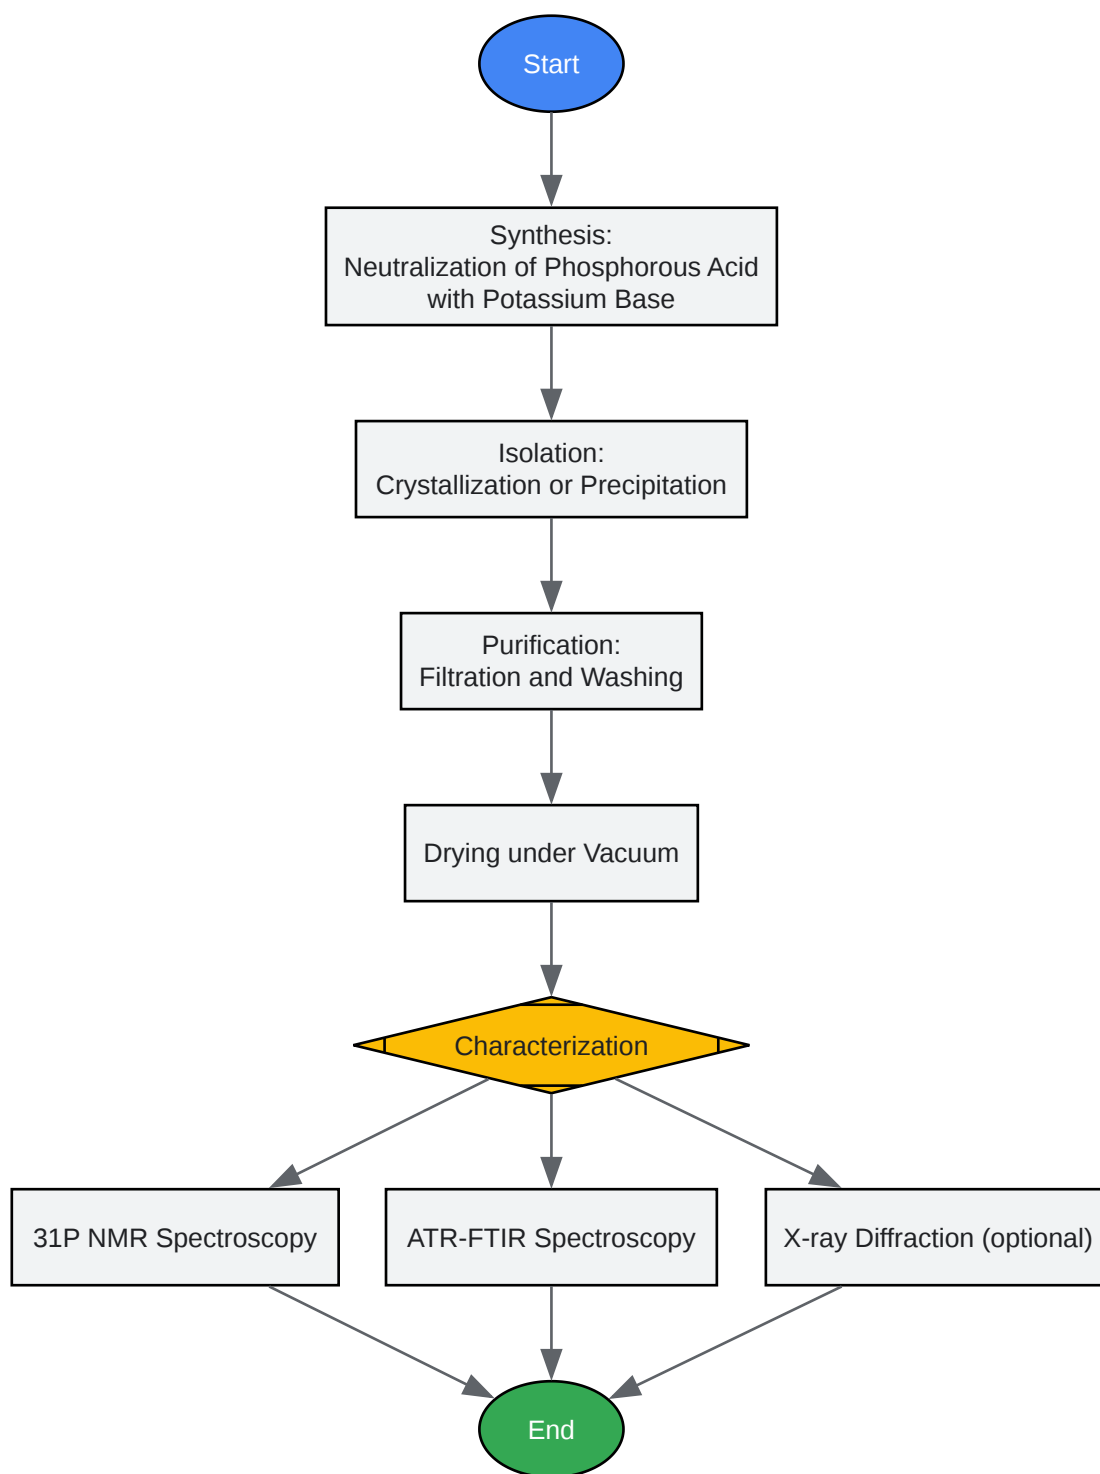 Start
Synthesis:
Neutralization of Phosphorous Acid
with Potassium Base
Isolation:
Crystallization or Precipitation
Purification:
Filtration and Washing
Drying under Vacuum
Characterization
31P NMR Spectroscopy
ATR-FTIR Spectroscopy
X-ray Diffraction (optional)
End